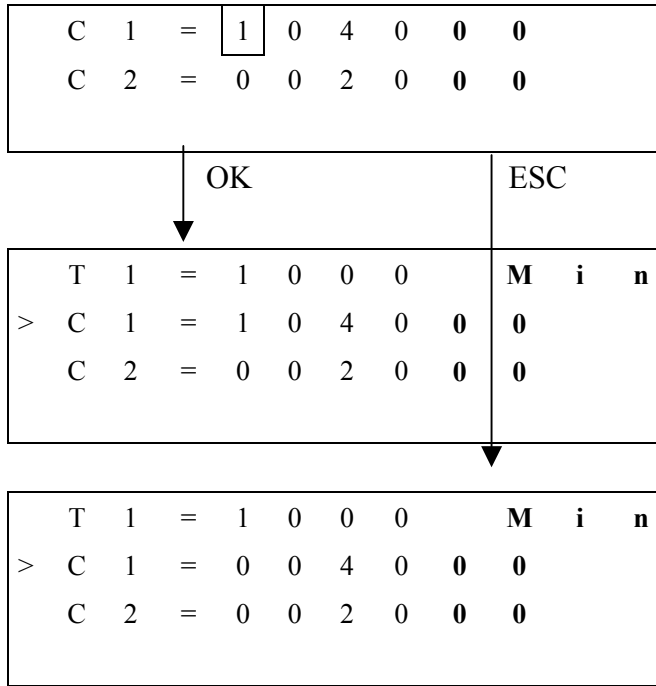 C 1 = 1 0 4 0 0 0
C 2 = 0 0 2 0 0 0
OK ESC
T 1 = 1 0 0 0 M i n
> C 1 = 1 0 4 0 0 0
C 2 = 0 0 2 0 0 0
T 1 = 1 0 0 0 M i n
> C 1 = 0 0 4 0 0 0
C 2 = 0 0 2 0 0 0